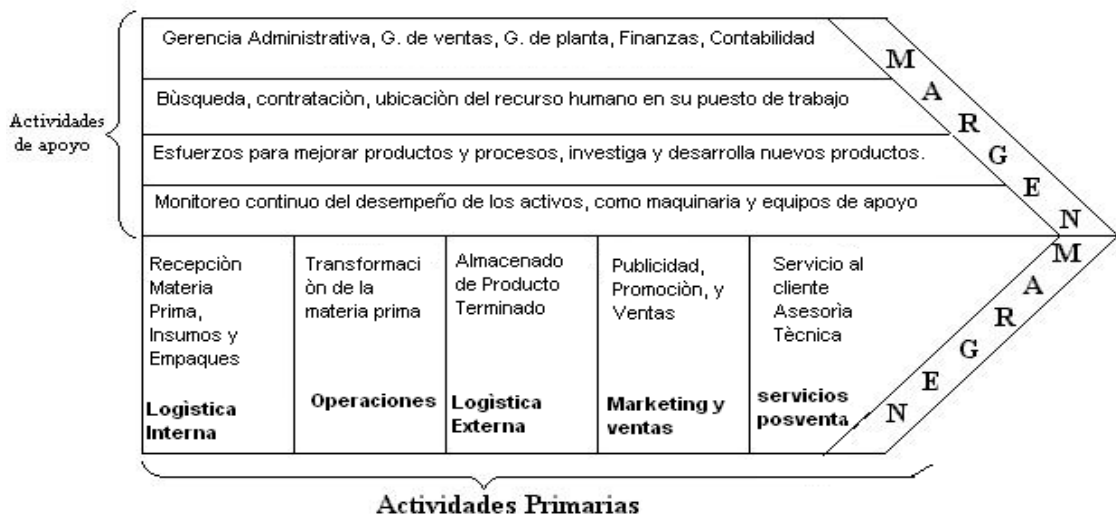 Gerencia Administrativa, G. de ventas, G. de planta, Finanzas, Contabilidad
Bùsqueda, contrataciòn, ubicaciòn del recurso humano en su puesto de trabajo
Actividades
de apoyo
Esfuerzos para mejorar productos y procesos, investiga y desarrolla nuevos productos.
Monitoreo continuo del desempeño de los activos, como maquinaria y equipos de apoyo
MARGEN
Recepciòn
Materia
Prima,
Insumos y
Empaques
Logìstica
Interna
Transformaci
òn de la
materia prima
Operaciones
Almacenado
de Producto
Terminado
Logìstica
Externa
Publicidad,
Promociòn, y
Ventas
Marketing y
ventas
Servicio al
cliente
Asesorìa
Tècnica
servicios
posventa
MARGEN
Actividades Primarias